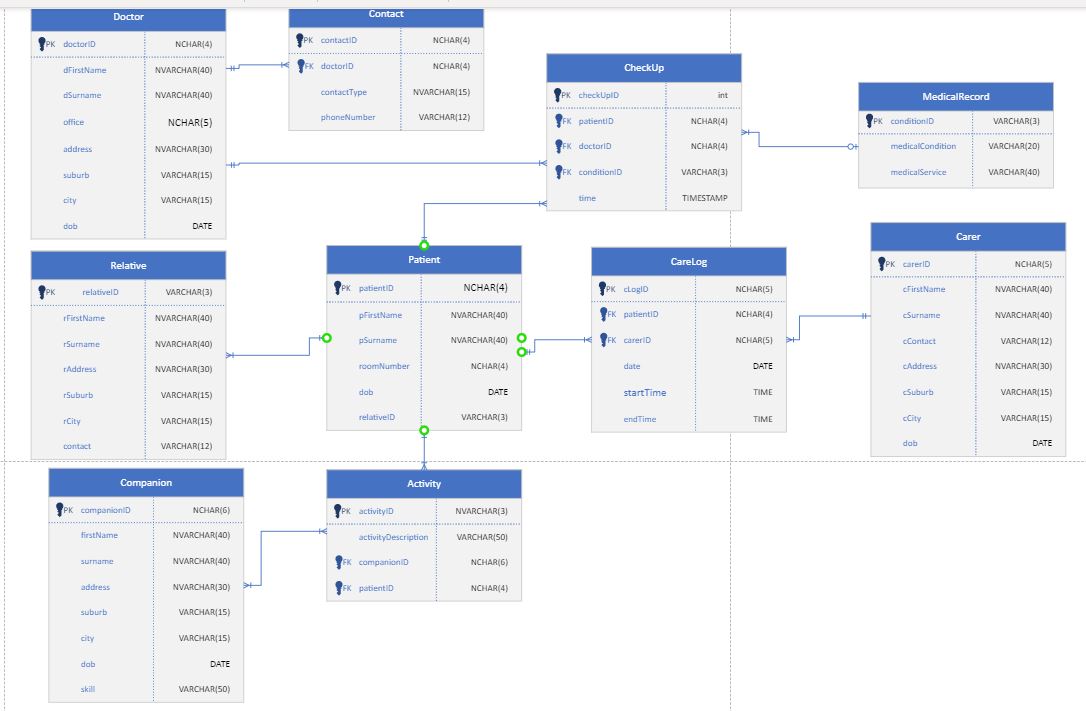 Doctor
PK doctorID NCHAR(4)
dFirstName NVARCHAR(40)
dSurname NVARCHAR(40)
office NCHAR(5)
address NVARCHAR(30)
suburb VARCHAR(15)
city VARCHAR(15)
dob DATE
Contact
PK contactID NCHAR(4)
FK doctorID NCHAR(4)
contactType NVARCHAR(15)
phoneNumber VARCHAR(12)
CheckUp
PK checkUpID int
FK patientID NCHAR(4)
FK doctorID NCHAR(4)
FK conditionID VARCHAR(3)
time TIMESTAMP
MedicalRecord
PK conditionID VARCHAR(3)
medicalCondition VARCHAR(20)
medicalService VARCHAR(40)
Relative
PK relativeID VARCHAR(3)
rFirstName NVARCHAR(40)
rSurname NVARCHAR(40)
rAddress NVARCHAR(30)
rSuburb VARCHAR(15)
rCity VARCHAR(15)
contact VARCHAR(12)
Patient
PK patientID NCHAR(4)
pFirstName NVARCHAR(40)
pSurname NVARCHAR(40)
roomNumber NCHAR(4)
dob DATE
relativeID VARCHAR(3)
CareLog
PK cLogID NCHAR(5)
FK patientID NCHAR(4)
FK carerID NCHAR(5)
date DATE
startTime TIME
endTime TIME
Carer
PK carerID NCHAR(5)
cFirstName NVARCHAR(40)
cSurname NVARCHAR(40)
cContact VARCHAR(12)
cAddress NVARCHAR(30)
cSuburb VARCHAR(15)
cCity VARCHAR(15)
dob DATE
Companion
PK companionID NCHAR(6)
firstName NVARCHAR(40)
surname NVARCHAR(40)
address NVARCHAR(30)
suburb VARCHAR(15)
city VARCHAR(15)
dob DATE
skill VARCHAR(50)
Activity
PK activityID NVARCHAR(3)
activityDescription VARCHAR(50)
FK companionID NCHAR(6)
FK patientID NCHAR(4)